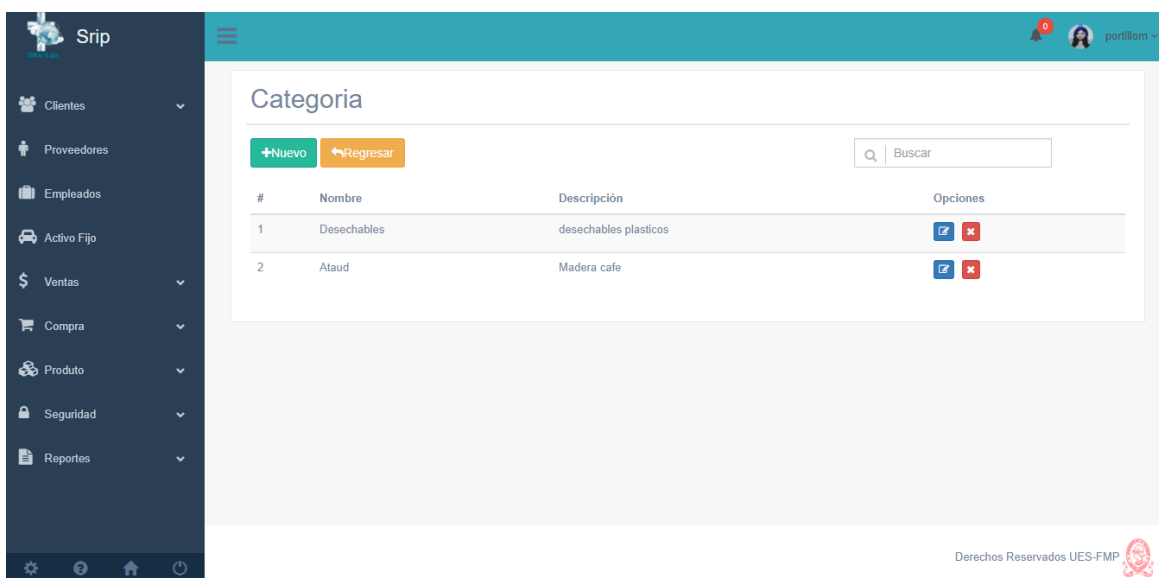 Srip
0
portillom
Clientes
Proveedores
Empleados
Activo Fijo
Ventas
Compra
Produto
Seguridad
Reportes
Categoria
Nuevo
Regresar
Buscar
# Nombre Descripción Opciones
1 Desechables desechables plasticos
2 Ataud Madera cafe
Derechos Reservados UES-FMP